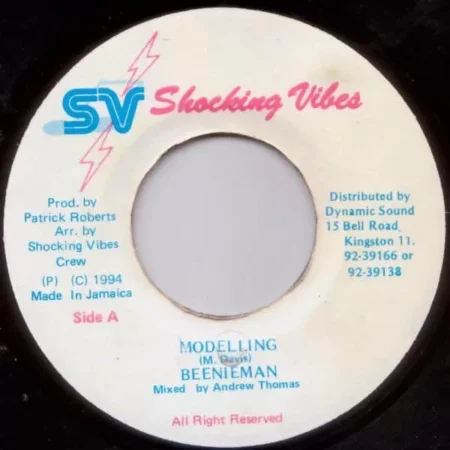 SV Shocking Vibes
Prod. by
Patrick Roberts
Arr. by
Shocking Vibes
Crew
(P) (C) 1994
Made In Jamaica
Side A
Distributed by
Dynamic Sound
15 Bell Road,
Kingston 11.
92-39166 or
92-39138
MODELLING
(M. Davis)
BEENIEMAN
Mixed by Andrew Thomas
All Right Reserved